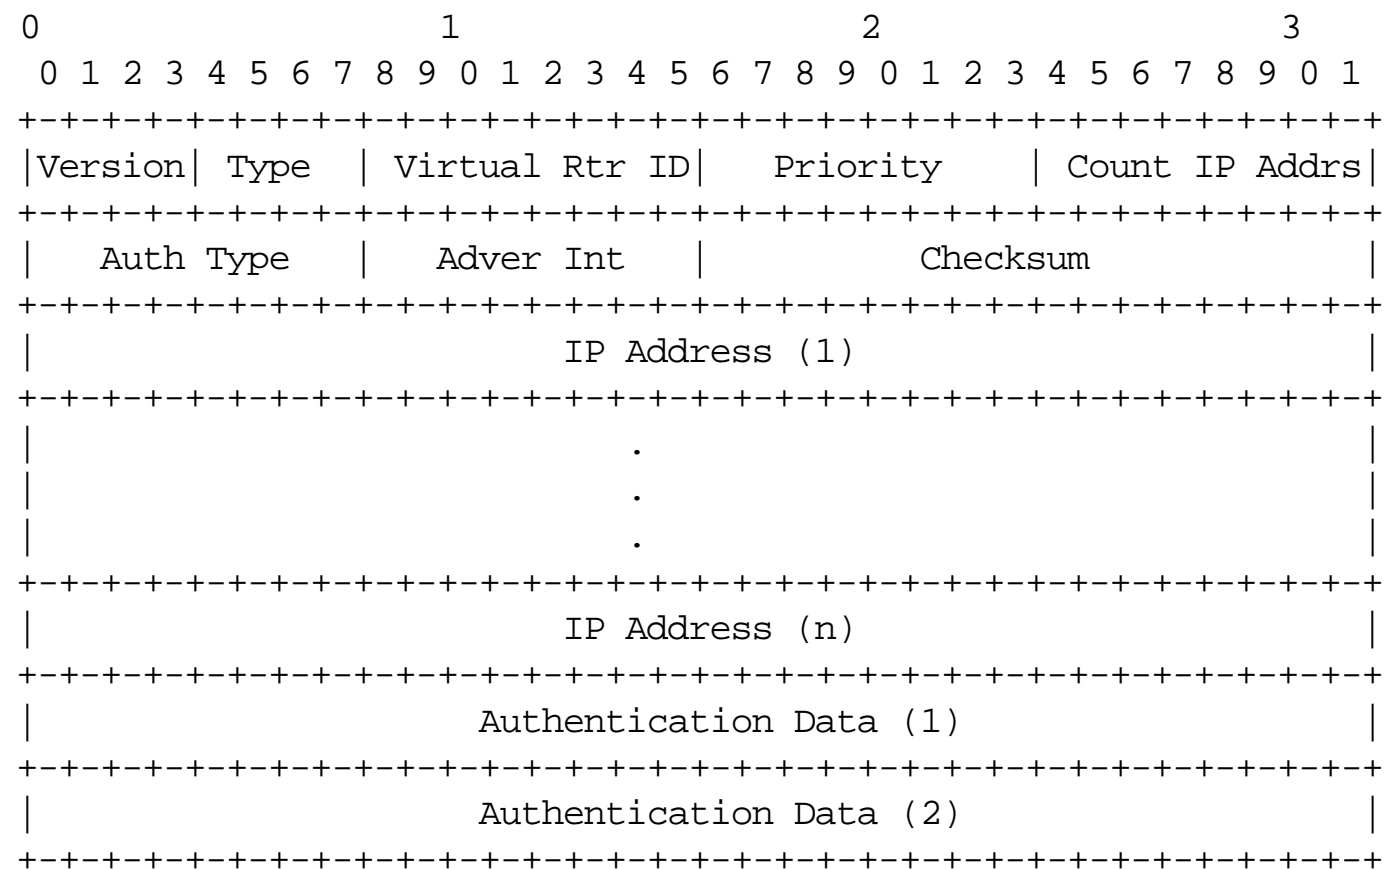 0                   1                   2                   3
 0 1 2 3 4 5 6 7 8 9 0 1 2 3 4 5 6 7 8 9 0 1 2 3 4 5 6 7 8 9 0 1
+-+-+-+-+-+-+-+-+-+-+-+-+-+-+-+-+-+-+-+-+-+-+-+-+-+-+-+-+-+-+-+-+
|Version| Type  | Virtual Rtr ID|   Priority    | Count IP Addrs|
+-+-+-+-+-+-+-+-+-+-+-+-+-+-+-+-+-+-+-+-+-+-+-+-+-+-+-+-+-+-+-+-+
|   Auth Type   |   Adver Int   |          Checksum             |
+-+-+-+-+-+-+-+-+-+-+-+-+-+-+-+-+-+-+-+-+-+-+-+-+-+-+-+-+-+-+-+-+
|                         IP Address (1)                        |
+-+-+-+-+-+-+-+-+-+-+-+-+-+-+-+-+-+-+-+-+-+-+-+-+-+-+-+-+-+-+-+-+
|                            .                                  |
|                            .                                  |
|                            .                                  |
+-+-+-+-+-+-+-+-+-+-+-+-+-+-+-+-+-+-+-+-+-+-+-+-+-+-+-+-+-+-+-+-+
|                         IP Address (n)                        |
+-+-+-+-+-+-+-+-+-+-+-+-+-+-+-+-+-+-+-+-+-+-+-+-+-+-+-+-+-+-+-+-+
|                     Authentication Data (1)                   |
+-+-+-+-+-+-+-+-+-+-+-+-+-+-+-+-+-+-+-+-+-+-+-+-+-+-+-+-+-+-+-+-+
|                     Authentication Data (2)                   |
+-+-+-+-+-+-+-+-+-+-+-+-+-+-+-+-+-+-+-+-+-+-+-+-+-+-+-+-+-+-+-+-+